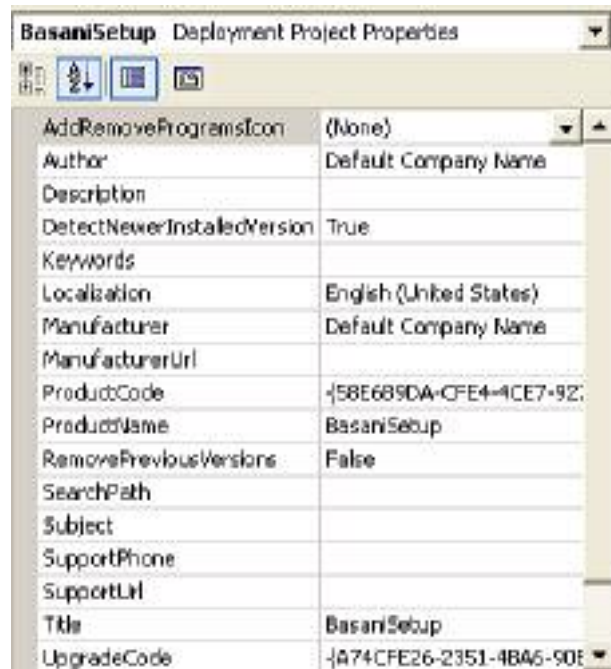 BasaniSetup Deployment Project Properties
AddRemoveProgramsIcon (None)
Author Default Company Name
Description
DetectNewerInstalledVersion True
Keywords
Localization English (United States)
Manufacturer Default Company Name
ManufacturerUrl
ProductCode {58E689DA-CFE4-4CE7-92
ProductName BasaniSetup
RemovePreviousVersions False
SearchPath
Subject
SupportPhone
SupportUrl
Title BasaniSetup
UpgradeCode {A74CFE26-2351-4BA6-9DE